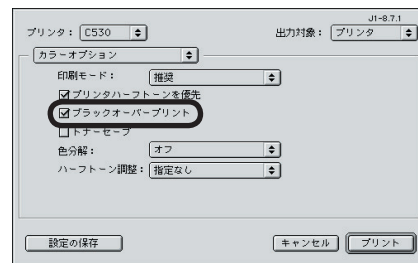 J1-8.7.1
プリンタ： C530 出力対象： プリンタ
カラーオプション
印刷モード： 推奨
プリンタハーフトーンを優先
ブラックオーバープリント
トナーセーブ
色分解： オフ
ハーフトーン調整： 指定なし
設定の保存 キャンセル プリント